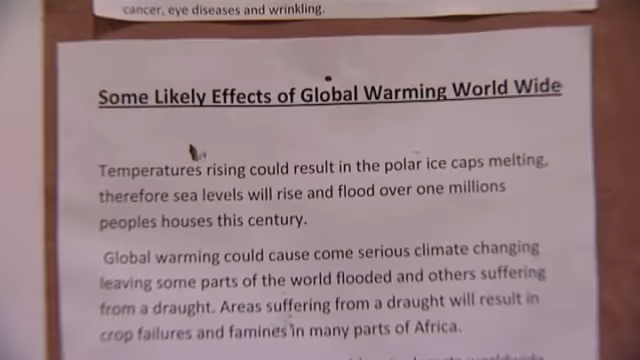 cancer, eye diseases and wrinkling.
Some Likely Effects of Global Warming World Wide
Temperatures rising could result in the polar ice caps melting,
therefore sea levels will rise and flood over one millions
peoples houses this century.
Global warming could cause come serious climate changing
leaving some parts of the world flooded and others suffering
from a draught. Areas suffering from a draught will result in
crop failures and famines in many parts of Africa.